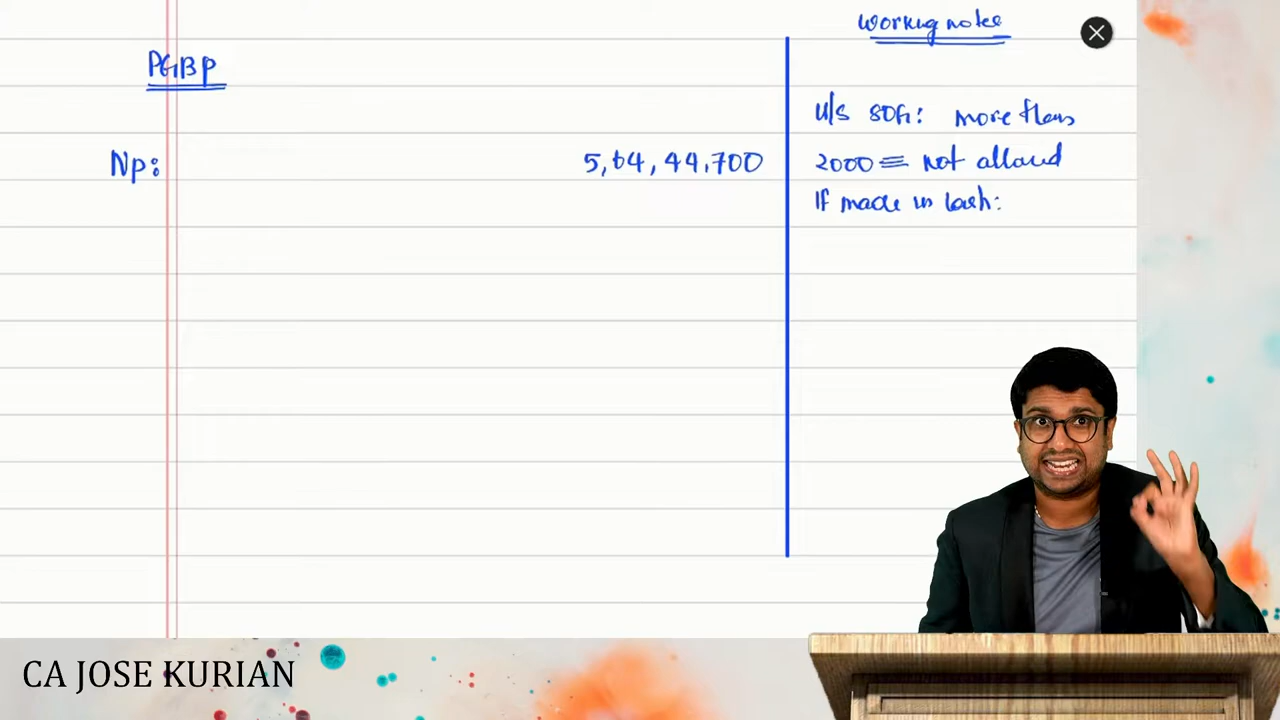 PGBP
Np: 5,64,44,700
Working notes
u/s 80G: more than
2000 = not allowed
If made in cash:
CA JOSE KURIAN